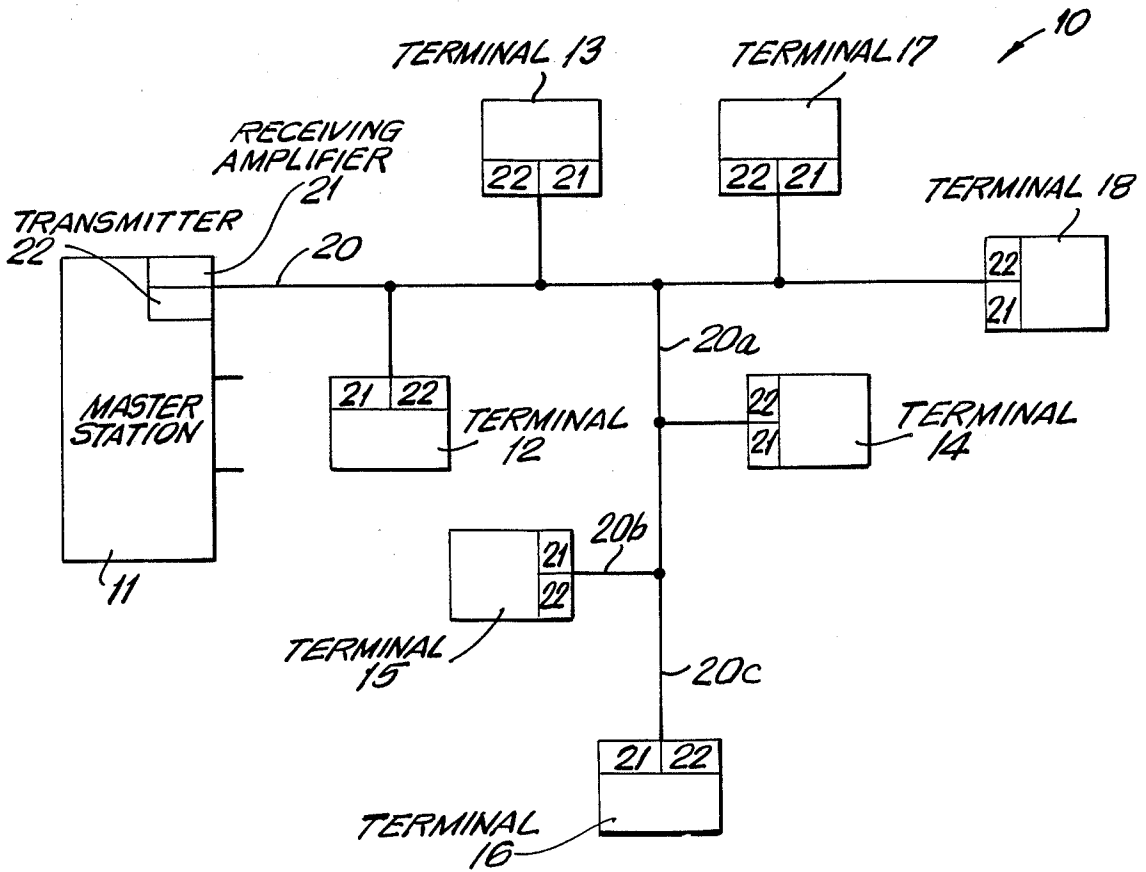 10
TERMINAL 13
TERMINAL 17
22 21
22 21
RECEIVING
AMPLIFIER
21
TERMINAL 18
TRANSMITTER
22
20
22
21
20a
21 22
22
21
MASTER
STATION
TERMINAL
12
TERMINAL
14
20b
21
22
11
TERMINAL
15
20c
21 22
TERMINAL
16